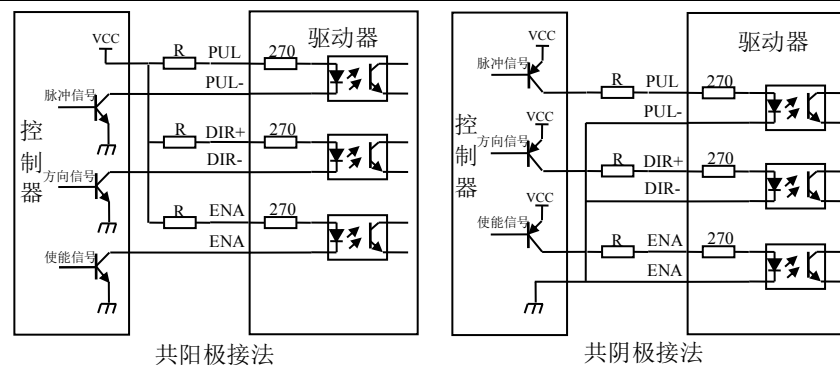 VCC
R
PUL
270
驱动器
PUL-
脉冲信号
控制器
R
DIR+
270
DIR-
方向信号
R
ENA
270
ENA
使能信号
共阳极接法
VCC
驱动器
脉冲信号
R
PUL
270
PUL-
VCC
控制器
方向信号
R
DIR+
270
DIR-
VCC
使能信号
R
ENA
270
ENA
共阴极接法